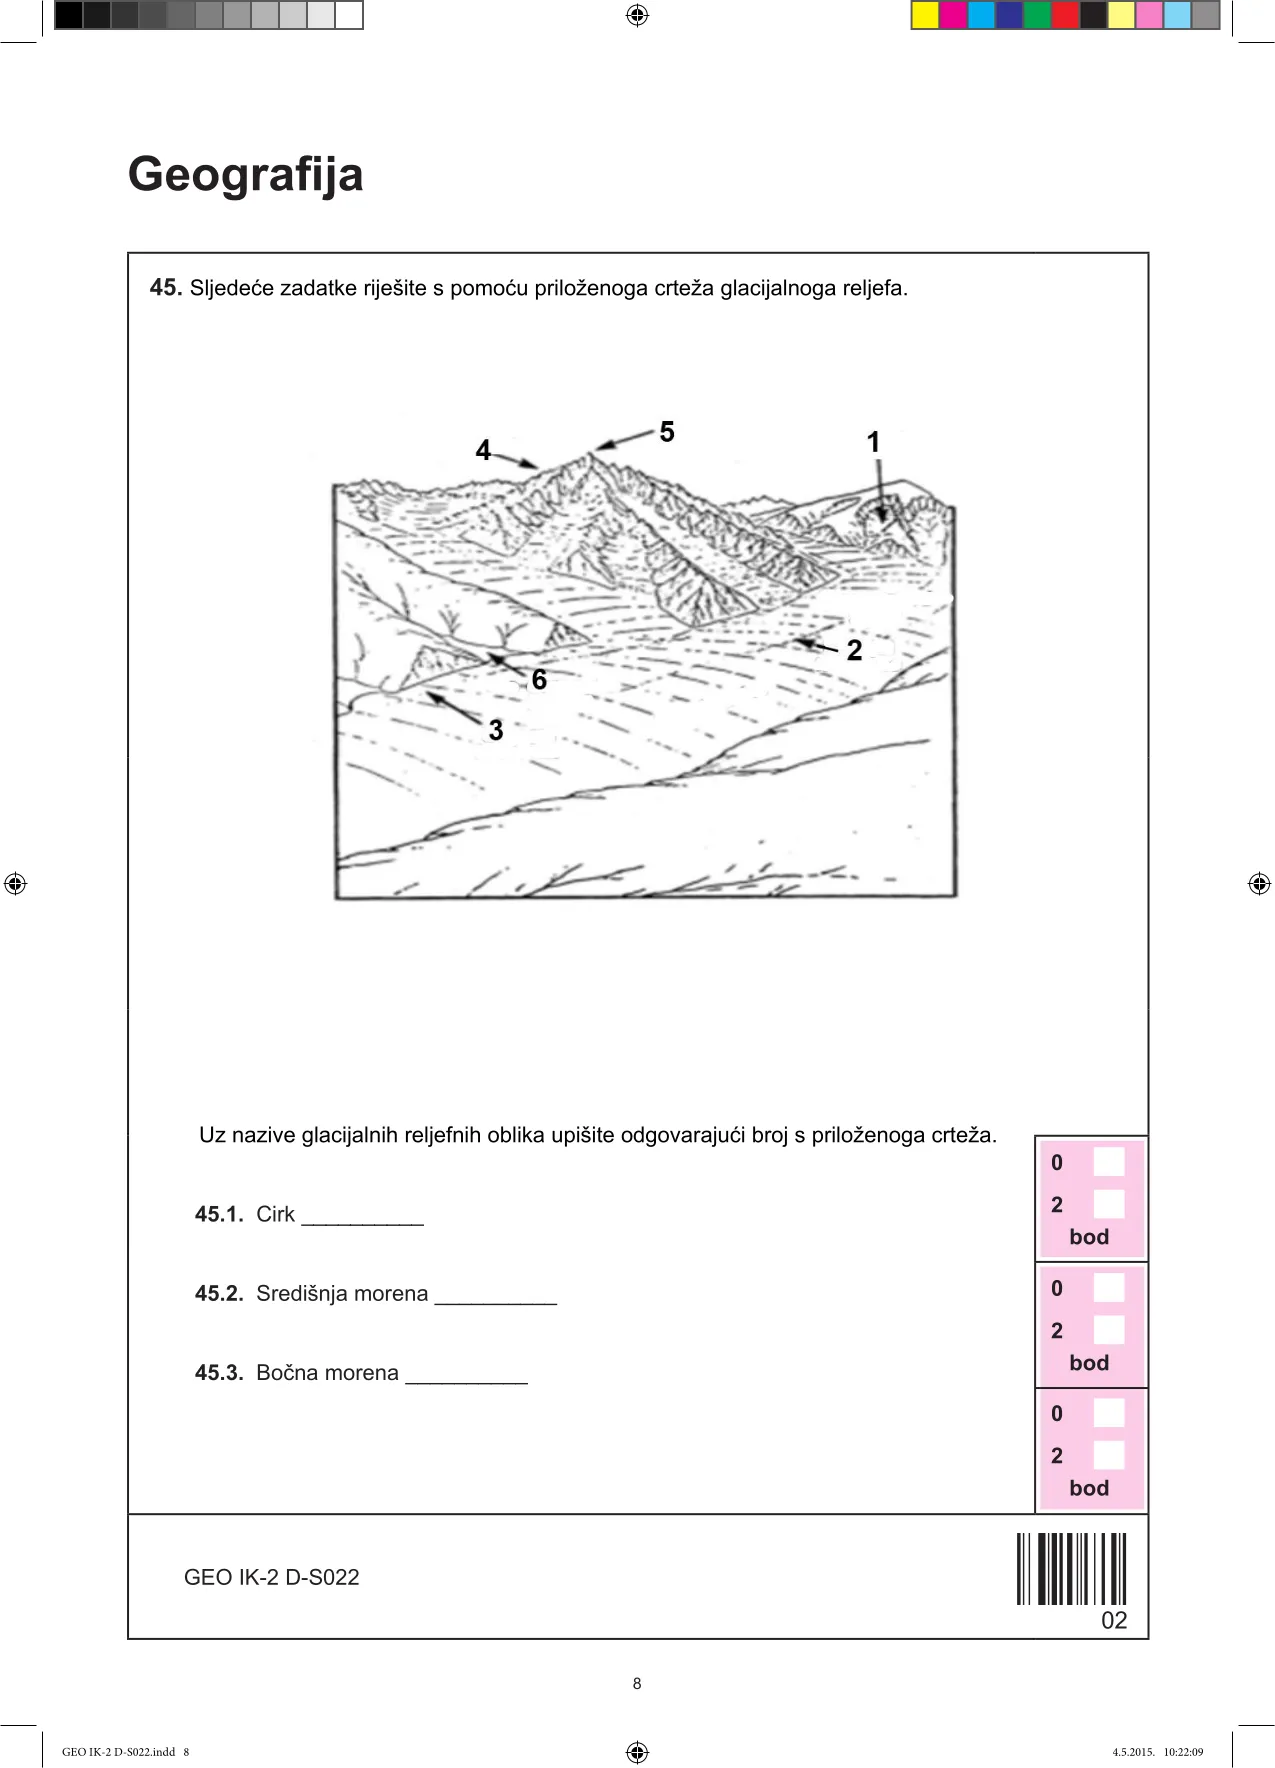 Geografija
45. Sljedeće zadatke riješite s pomoću priloženoga crteža glacijalnoga reljefa.
5
4
1
2
6
3
Uz nazive glacijalnih reljefnih oblika upišite odgovarajući broj s priloženoga crteža.
0
2
bod
45.1. Cirk __________
45.2. Središnja morena __________
0
2
bod
45.3. Bočna morena __________
0
2
bod
GEO IK-2 D-S022
02
8
GEO IK-2 D-S022.indd 8
4.5.2015. 10:22:09